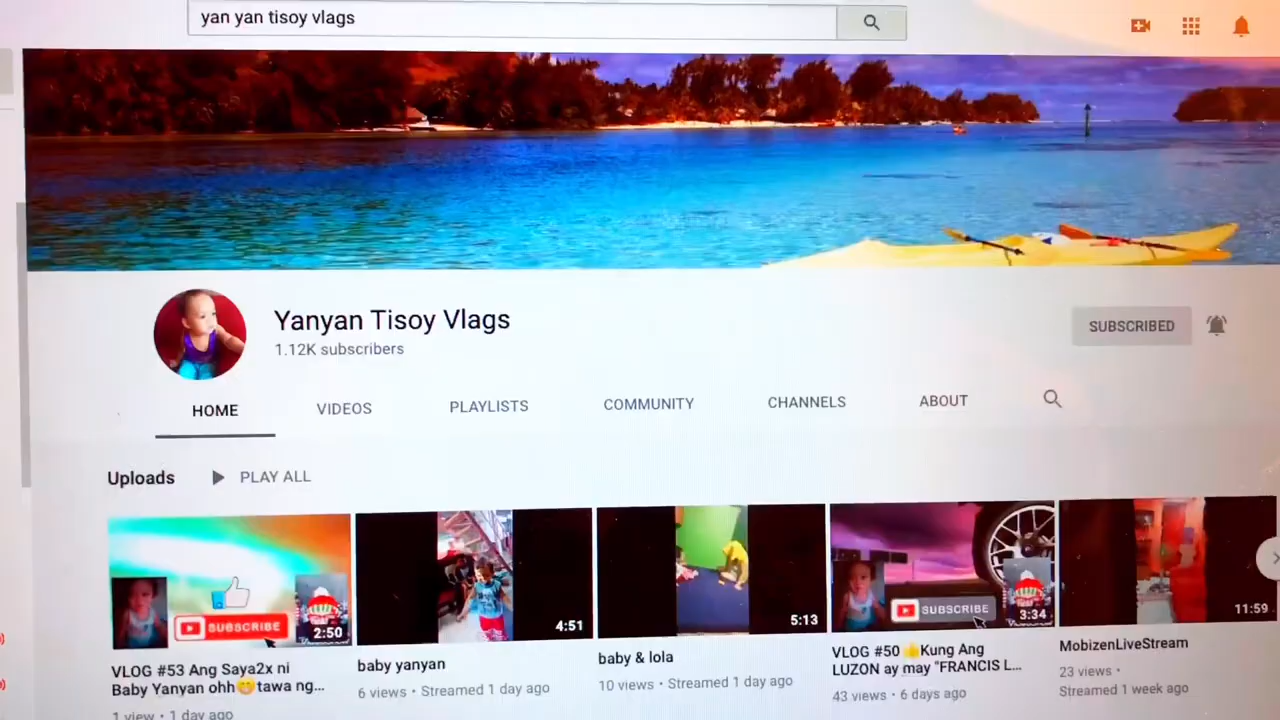 yan yan tisoy vlags
Yanyan Tisoy Vlags
1.12K subscribers
SUBSCRIBED
HOME VIDEOS PLAYLISTS COMMUNITY CHANNELS ABOUT
Uploads PLAY ALL
SUBSCRIBE
2:50
4:51
5:13
SUBSCRIBE
3:34
11:59
VLOG #53 Ang Saya2x ni
Baby Yanyan ohh😁tawa ng...
1 view • 1 day ago
baby yanyan
6 views • Streamed 1 day ago
baby & lola
10 views • Streamed 1 day ago
VLOG #50 👍Kung Ang
LUZON ay may "FRANCIS L...
43 views • 6 days ago
MobizenLiveStream
23 views •
Streamed 1 week ago